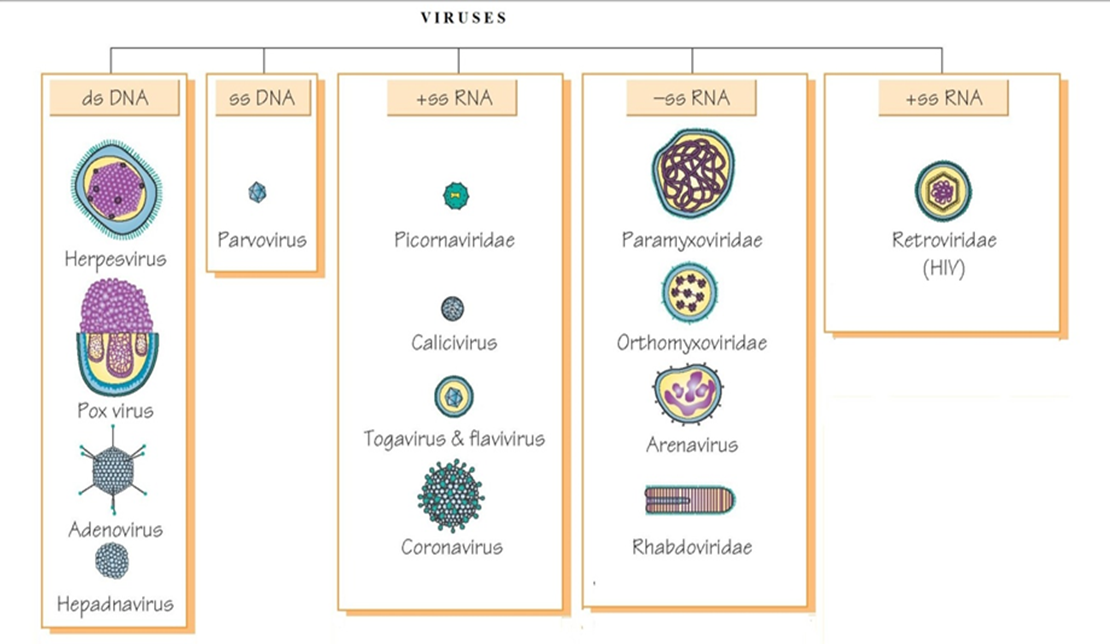 VIRUSES
ds DNA
Herpesvirus
Pox virus
Adenovirus
Hepadnavirus
ss DNA
Parvovirus
+ss RNA
Picornaviridae
Calicivirus
Togavirus & flavivirus
Coronavirus
–ss RNA
Paramyxoviridae
Orthomyxoviridae
Arenavirus
Rhabdoviridae
+ss RNA
Retroviridae
(HIV)